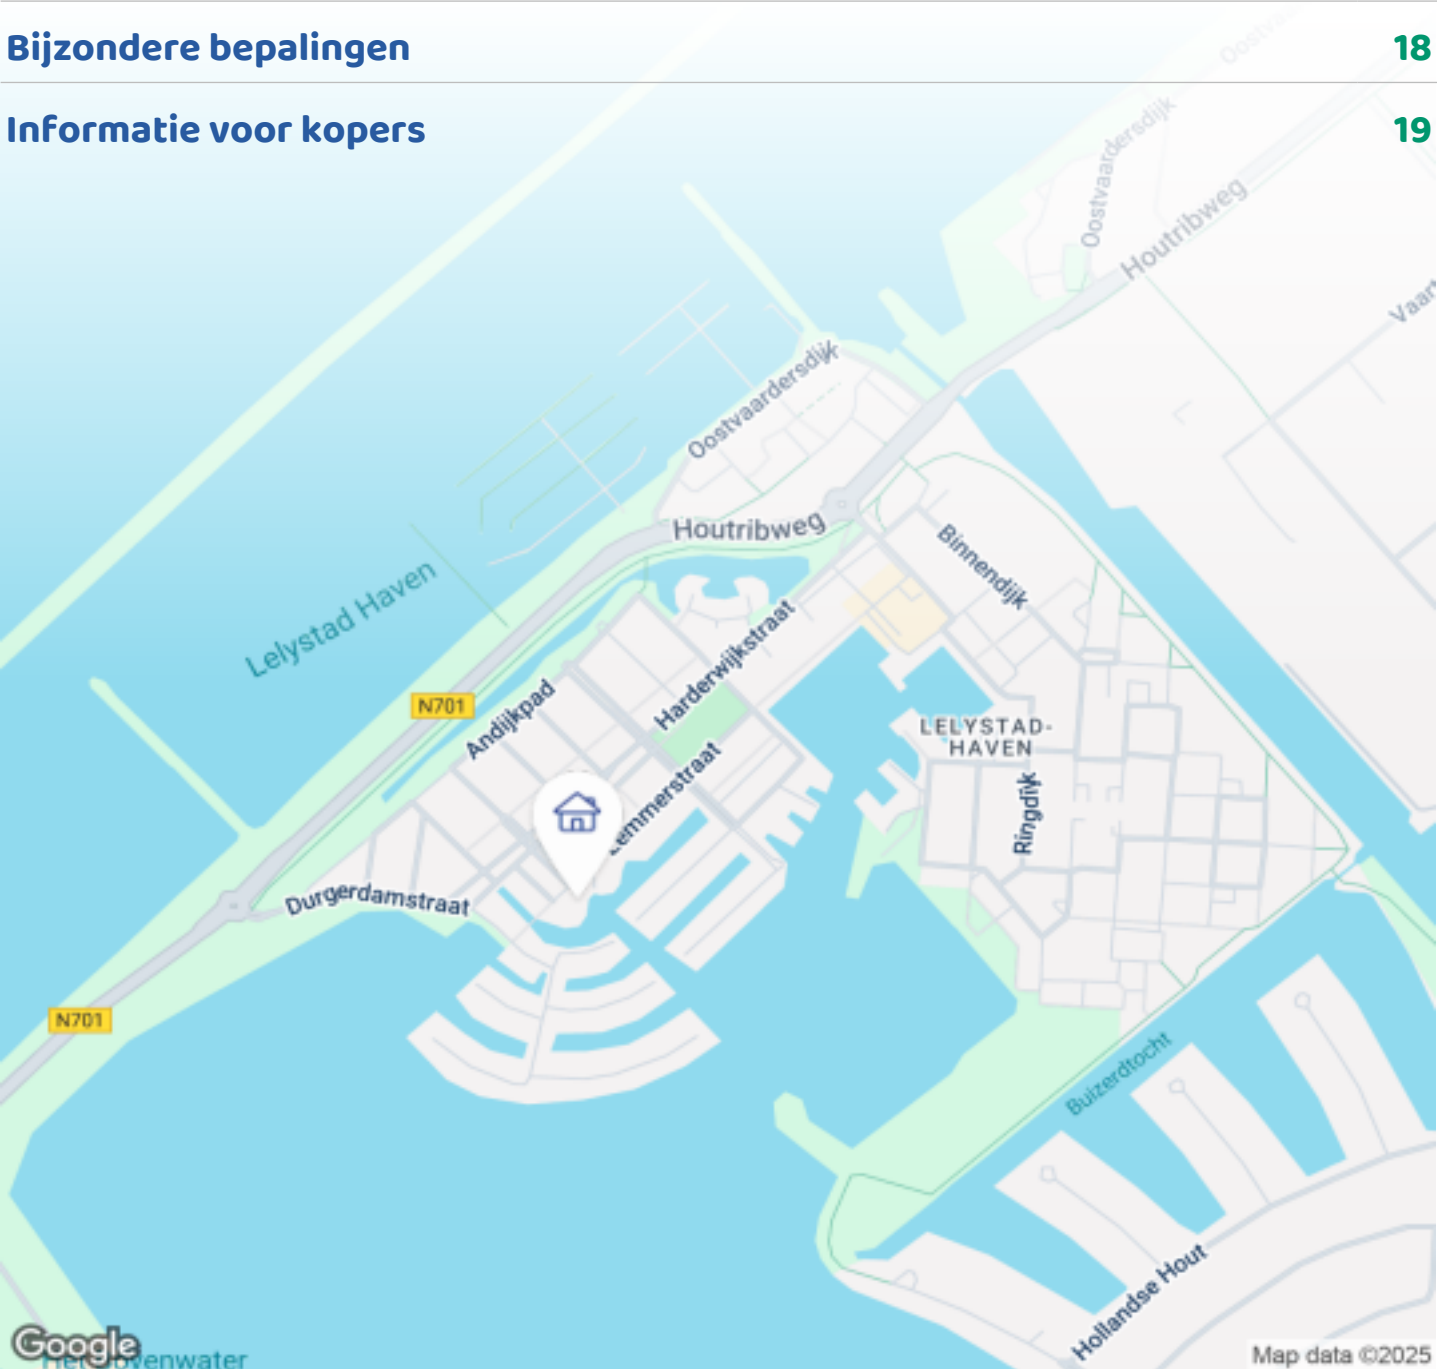 Bijzondere bepalingen 18
Informatie voor kopers 19
Oostvaardersdijk
Houtribweg
Oostvaardersdijk
Houtribweg
Binnendijk
Lelystad Haven
Harderwijkstraat
N701
Andijkpad
LELYSTAD-
HAVEN
Lemmerstraat
Ringdijk
Durgerdamstraat
N701
Buizerdtocht
Hollandse Hout
Google
Map data ©2025